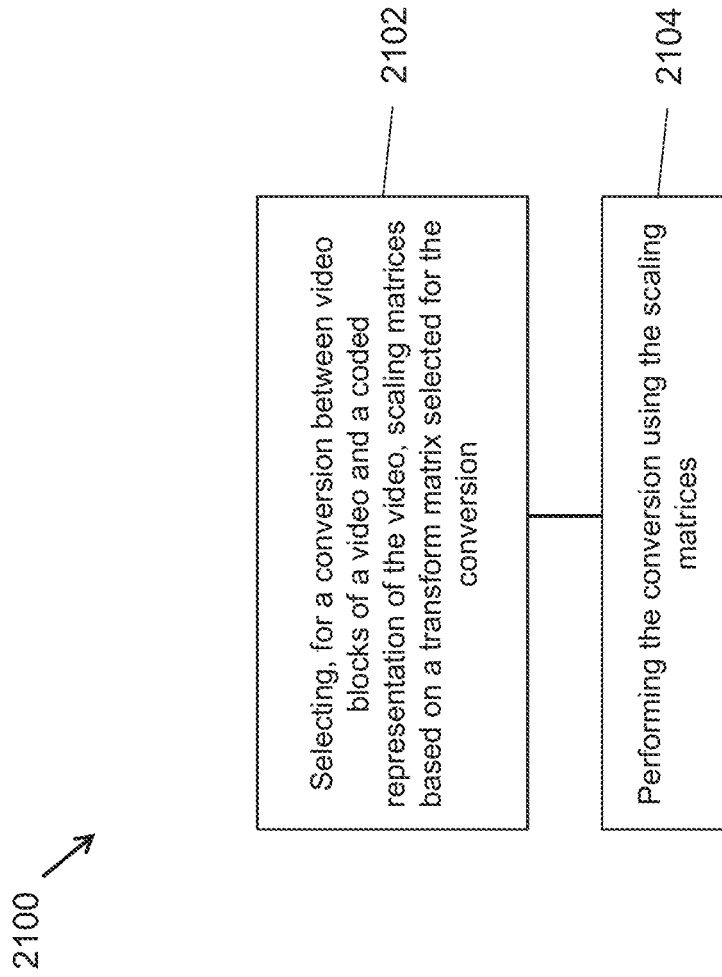 2100
Selecting, for a conversion between video
blocks of a video and a coded
representation of the video, scaling matrices
based on a transform matrix selected for the
conversion
2102
Performing the conversion using the scaling
matrices
2104